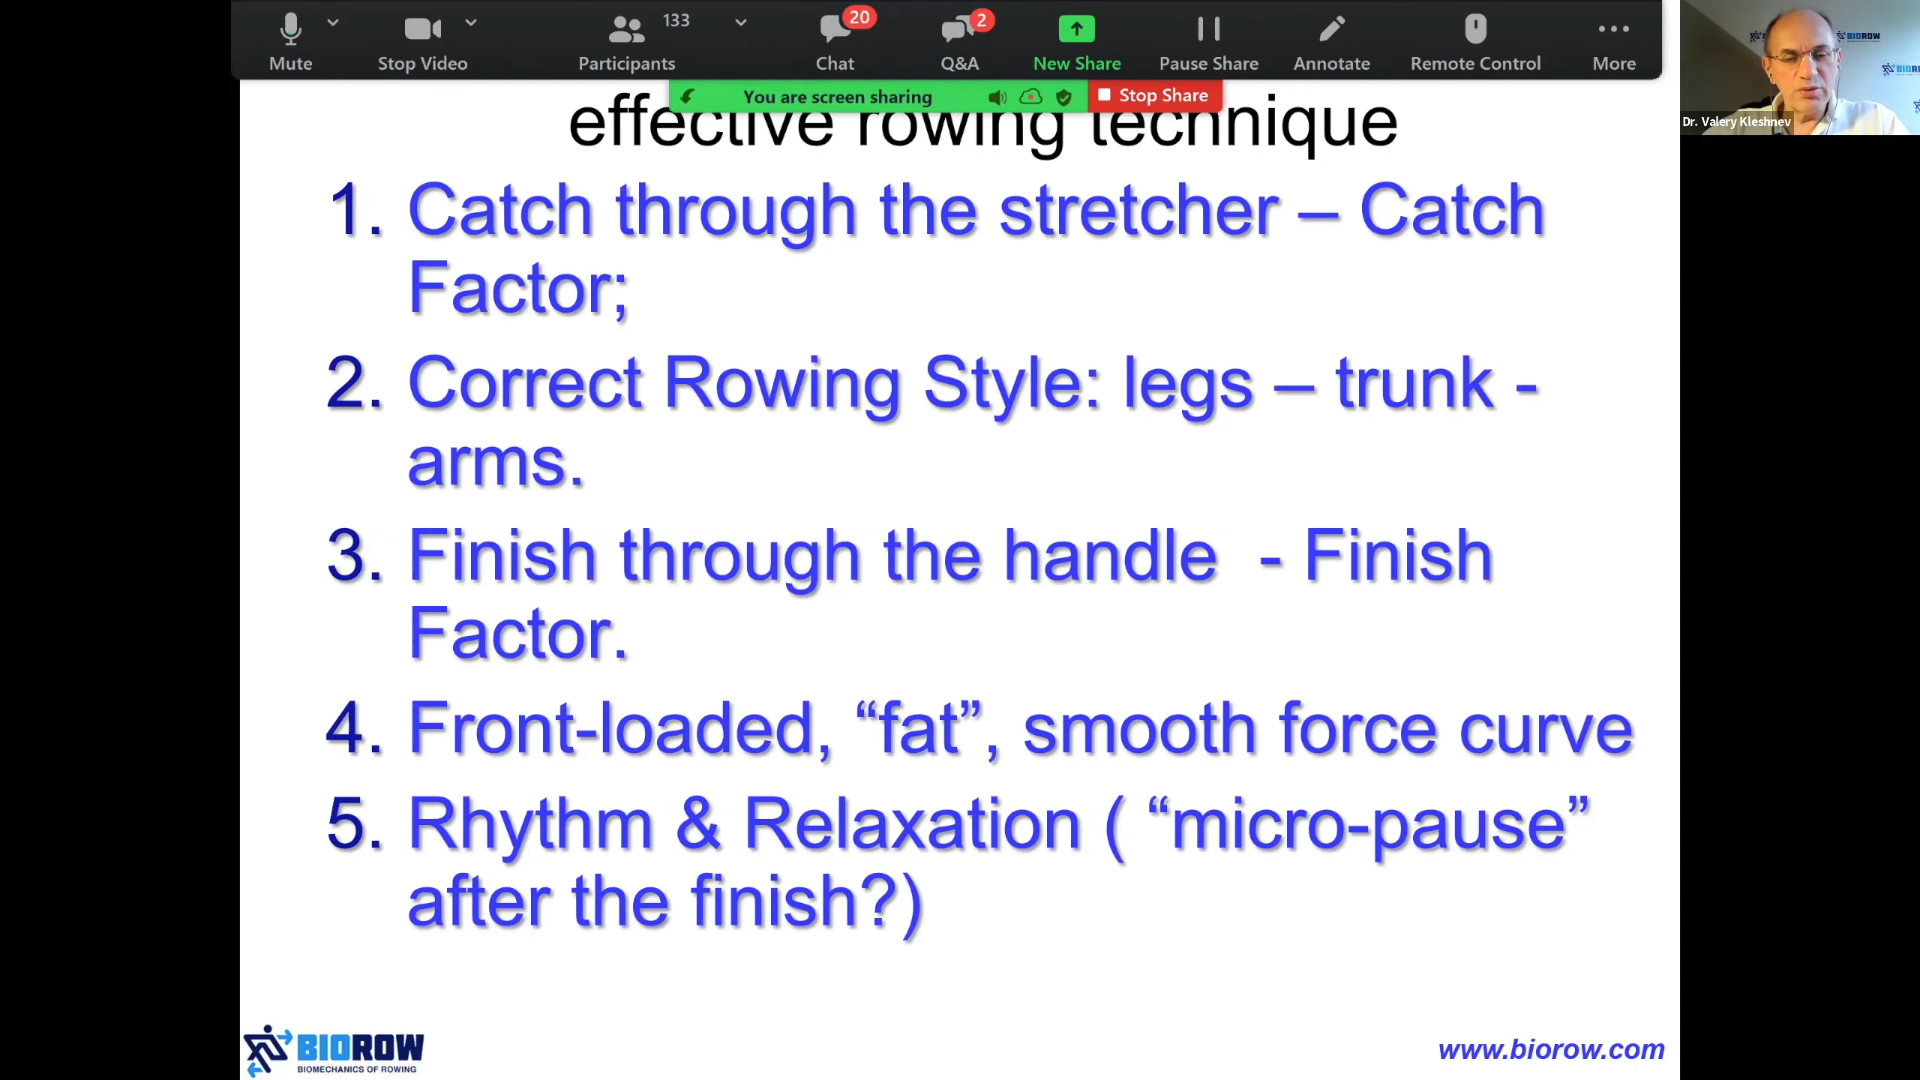 133
20
2
Mute
Stop Video
Participants
Chat
Q&A
New Share
Pause Share
Annotate
Remote Control
More
You are screen sharing
Stop Share
BIOROW
Dr. Valery Kleshnev
effective rowing technique
1. Catch through the stretcher – Catch
Factor;
2. Correct Rowing Style: legs – trunk -
arms.
3. Finish through the handle - Finish
Factor.
4. Front-loaded, “fat”, smooth force curve
5. Rhythm & Relaxation ( “micro-pause”
after the finish?)
BIOROW
BIOMECHANICS OF ROWING
www.biorow.com